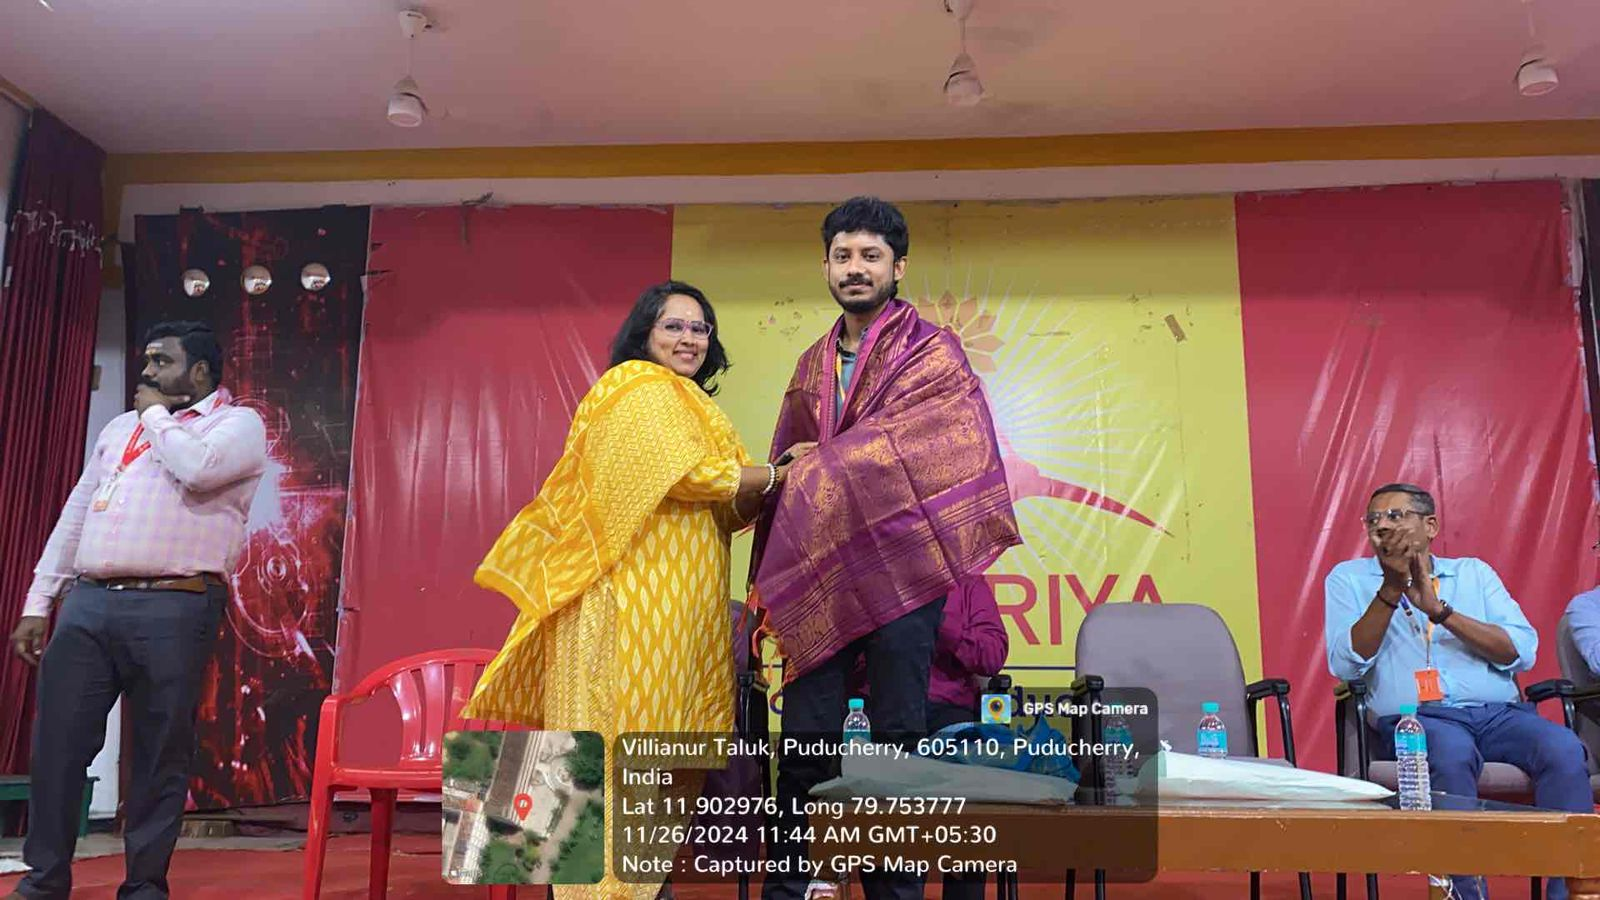 RIYA
GPS Map Camera
Villianur Taluk, Puducherry, 605110, Puducherry,
India
Lat 11.902976, Long 79.753777
11/26/2024 11:44 AM GMT+05:30
Note : Captured by GPS Map Camera